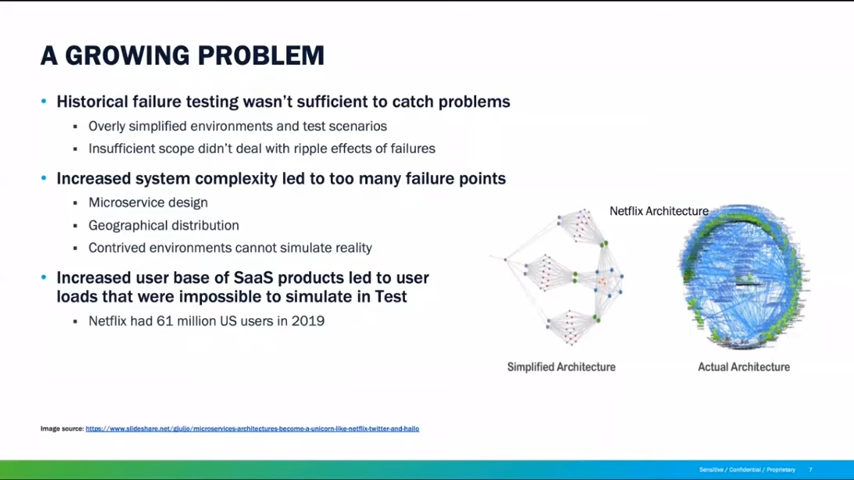 A GROWING PROBLEM
• Historical failure testing wasn't sufficient to catch problems
▪ Overly simplified environments and test scenarios
▪ Insufficient scope didn't deal with ripple effects of failures
• Increased system complexity led to too many failure points
▪ Microservice design
▪ Geographical distribution
▪ Contrived environments cannot simulate reality
• Increased user base of SaaS products led to user
loads that were impossible to simulate in Test
▪ Netflix had 61 million US users in 2019
Netflix Architecture
Simplified Architecture
Actual Architecture
Image source: https://www.slideshare.net/gjuljo/microservices-architectures-become-a-unicorn-like-netflix-twitter-and-hailo
Sensitive / Confidential / Proprietary 7